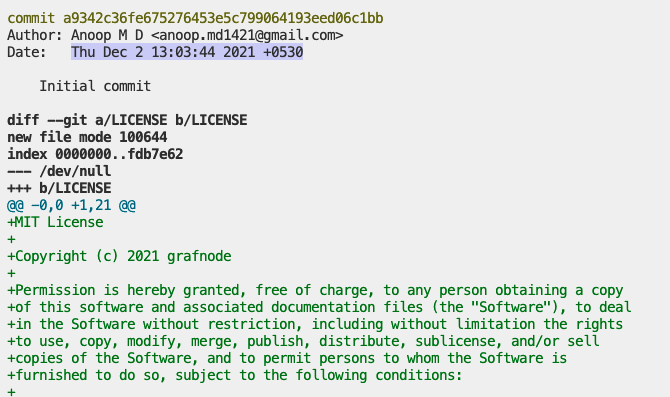 commit a9342c36fe675276453e5c799064193eed06c1bb
Author: Anoop M D <anoop.md1421@gmail.com>
Date:   Thu Dec 2 13:03:44 2021 +0530

    Initial commit

diff --git a/LICENSE b/LICENSE
new file mode 100644
index 0000000..fdb7e62
--- /dev/null
+++ b/LICENSE
@@ -0,0 +1,21 @@
+MIT License
+
+Copyright (c) 2021 grafnode
+
+Permission is hereby granted, free of charge, to any person obtaining a copy
+of this software and associated documentation files (the "Software"), to deal
+in the Software without restriction, including without limitation the rights
+to use, copy, modify, merge, publish, distribute, sublicense, and/or sell
+copies of the Software, and to permit persons to whom the Software is
+furnished to do so, subject to the following conditions:
+